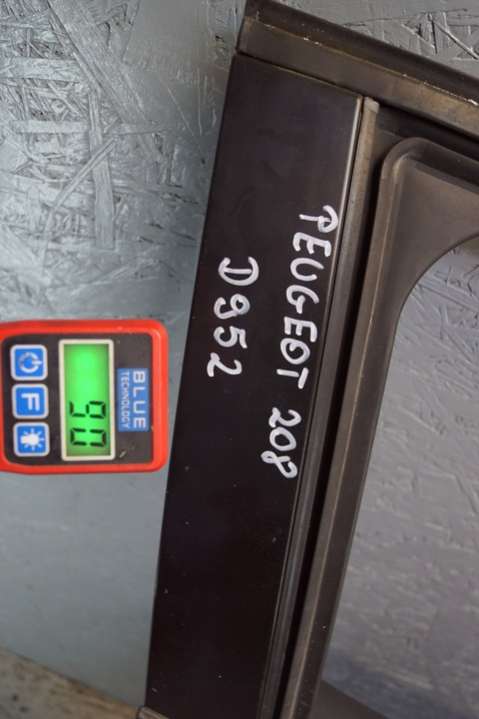 PEUGEOT 208
D952
BLUE
TECHNOLOGY
90
F